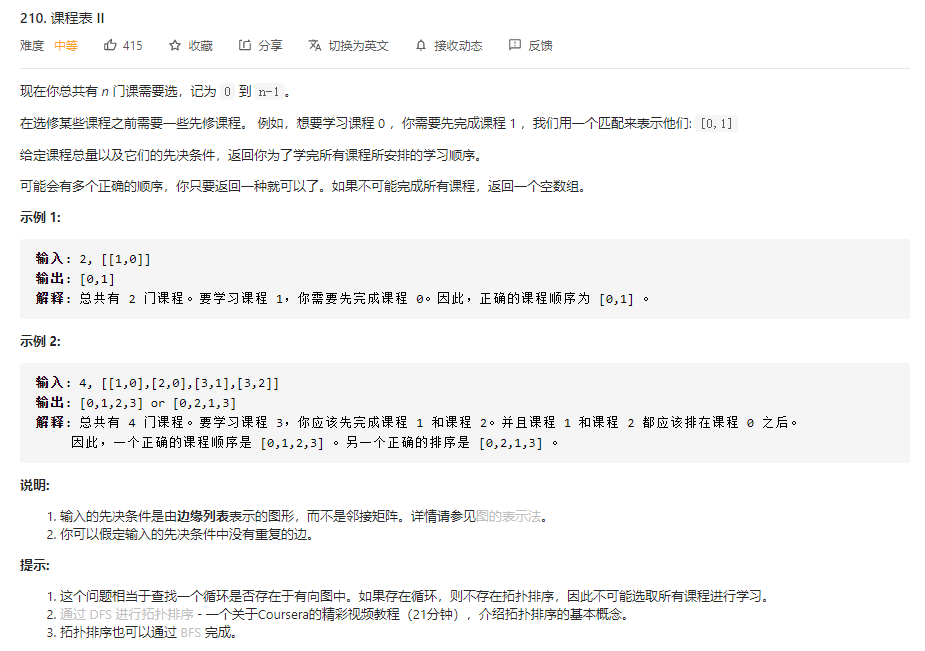 210. 课程表 II
难度 中等 415 收藏 分享 切换为英文 接收动态 反馈
现在你总共有 n 门课需要选，记为 0 到 n-1。
在选修某些课程之前需要一些先修课程。 例如，想要学习课程 0 ，你需要先完成课程 1 ，我们用一个匹配来表示他们: [0,1]
给定课程总量以及它们的先决条件，返回你为了学完所有课程所安排的学习顺序。
可能会有多个正确的顺序，你只要返回一种就可以了。如果不可能完成所有课程，返回一个空数组。
示例 1:
输入: 2, [[1,0]]
输出: [0,1]
解释: 总共有 2 门课程。要学习课程 1，你需要先完成课程 0。因此，正确的课程顺序为 [0,1] 。
示例 2:
输入: 4, [[1,0],[2,0],[3,1],[3,2]]
输出: [0,1,2,3] or [0,2,1,3]
解释: 总共有 4 门课程。要学习课程 3，你应该先完成课程 1 和课程 2。并且课程 1 和课程 2 都应该排在课程 0 之后。
因此，一个正确的课程顺序是 [0,1,2,3] 。另一个正确的排序是 [0,2,1,3] 。
说明:
1. 输入的先决条件是由边缘列表表示的图形，而不是邻接矩阵。详情请参见图的表示法。
2. 你可以假定输入的先决条件中没有重复的边。
提示:
1. 这个问题相当于查找一个循环是否存在于有向图中。如果存在循环，则不存在拓扑排序，因此不可能选取所有课程进行学习。
2. 通过 DFS 进行拓扑排序 - 一个关于Coursera的精彩视频教程（21分钟），介绍拓扑排序的基本概念。
3. 拓扑排序也可以通过 BFS 完成。